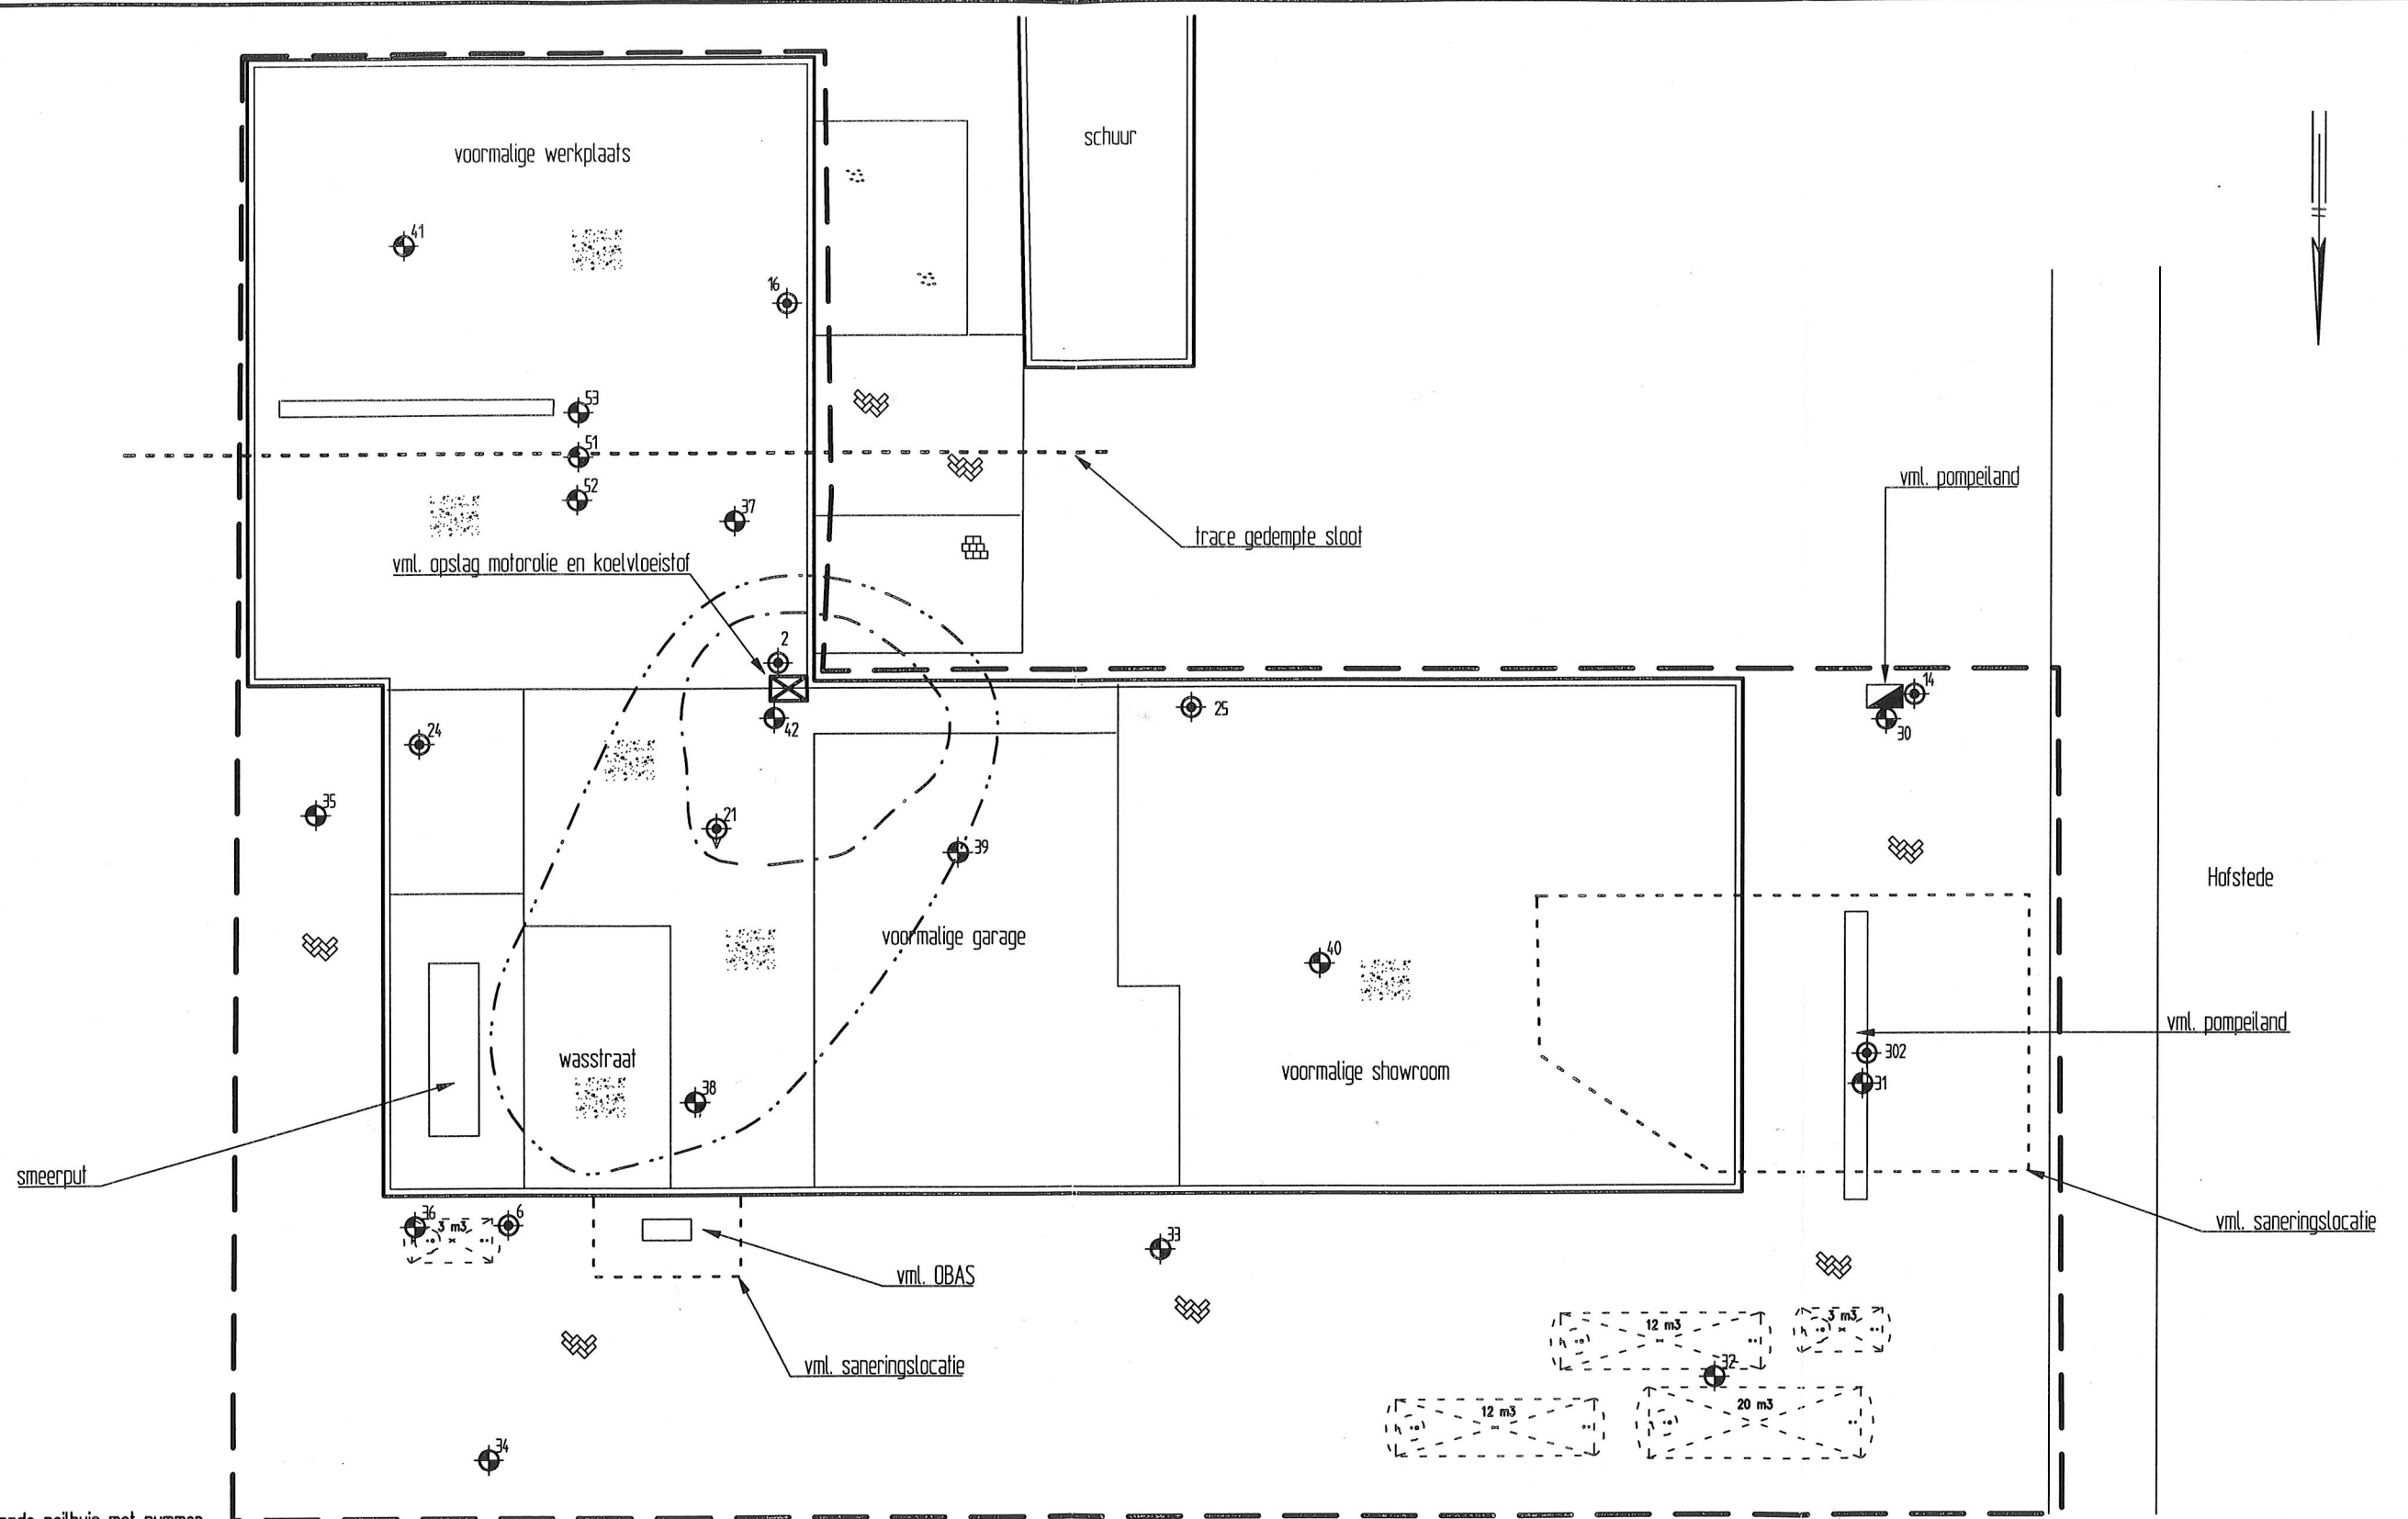 voormalige werkplaats
schuur
41
16
53
51
52
37
vml. pompeiland
trace gedempte sloot
vml. opslag motorolie en koelvloeistof
2
42
24
25
14
30
35
21
39
Hofstede
voormalige garage
40
vml. pompeiland
302
31
wasstraat
voormalige showroom
38
smeerput
36
3 m3
6
33
vml. saneringslocatie
vml. OBAS
vml. saneringslocatie
12 m3
3 m3
32
12 m3
20 m3
34
peilbuis met nummer